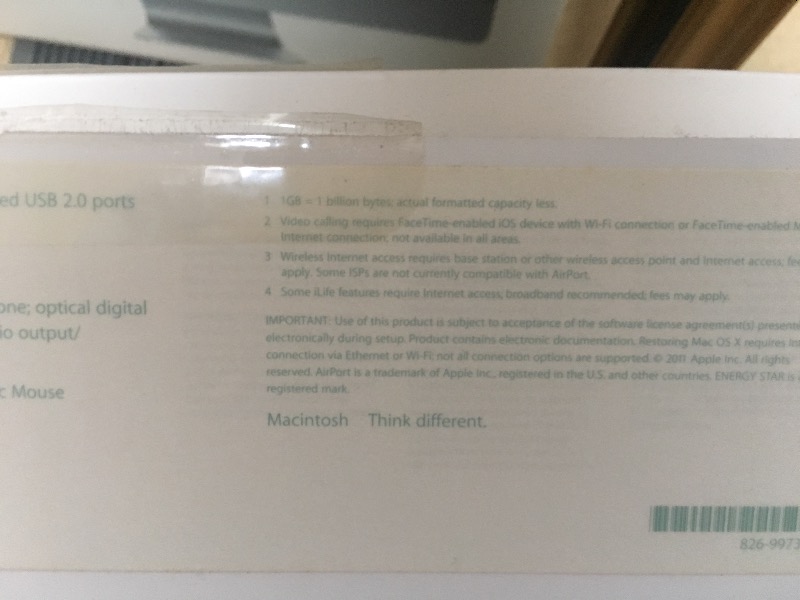 ed USB 2.0 ports
one; optical digital
io output/
c Mouse
1 1GB = 1 billion bytes; actual formatted capacity less.
2 Video calling requires FaceTime-enabled iOS device with Wi-Fi connection or FaceTime-enabled M
Internet connection; not available in all areas.
3 Wireless Internet access requires base station or other wireless access point and Internet access; fee
apply. Some ISPs are not currently compatible with AirPort.
4 Some iLife features require Internet access; broadband recommended; fees may apply.
IMPORTANT: Use of this product is subject to acceptance of the software license agreement(s) presente
electronically during setup. Product contains electronic documentation. Restoring Mac OS X requires Int
connection via Ethernet or Wi-Fi; not all connection options are supported. © 2011 Apple Inc. All rights
reserved. AirPort is a trademark of Apple Inc., registered in the U.S. and other countries. ENERGY STAR is a
registered mark.
Macintosh Think different.
826-9973